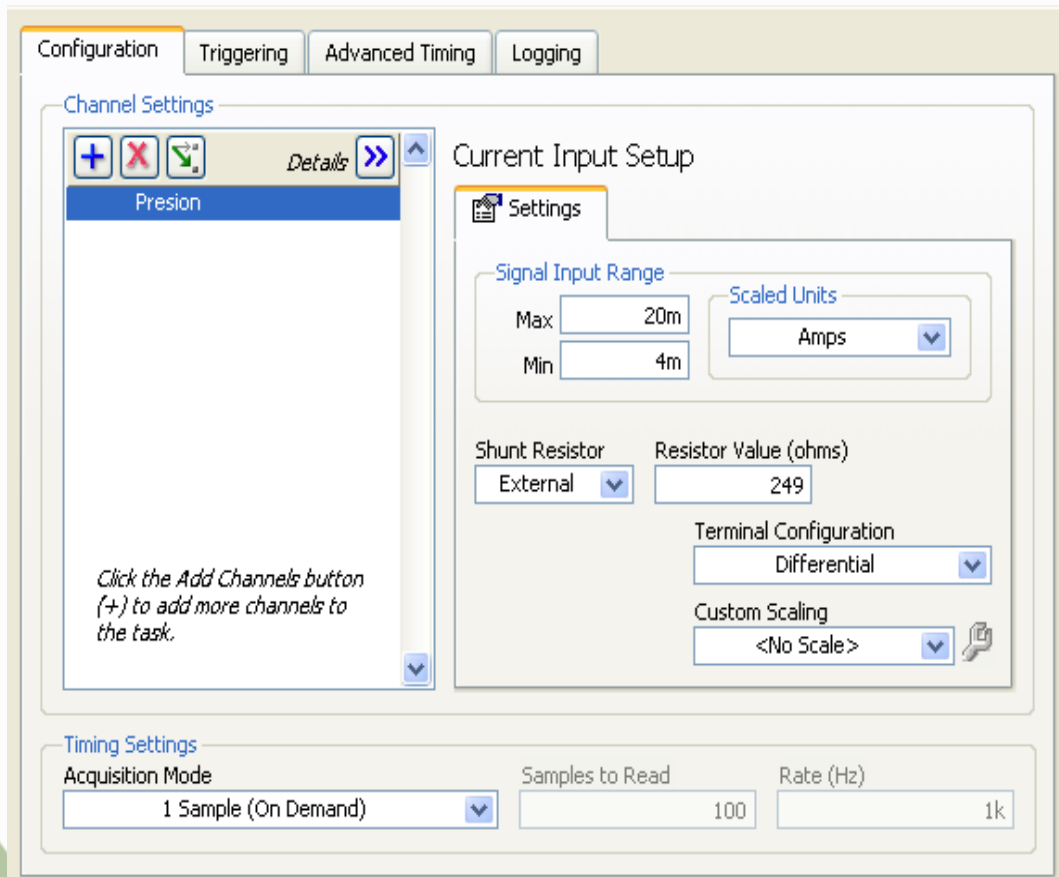 Configuration Triggering Advanced Timing Logging
Channel Settings
Details
Presion
Click the Add Channels button
(+) to add more channels to
the task.
Current Input Setup
Settings
Signal Input Range
Max 20m
Min 4m
Scaled Units
Amps
Shunt Resistor
External
Resistor Value (ohms)
249
Terminal Configuration
Differential
Custom Scaling
<No Scale>
Timing Settings
Acquisition Mode
1 Sample (On Demand)
Samples to Read
100
Rate (Hz)
1k